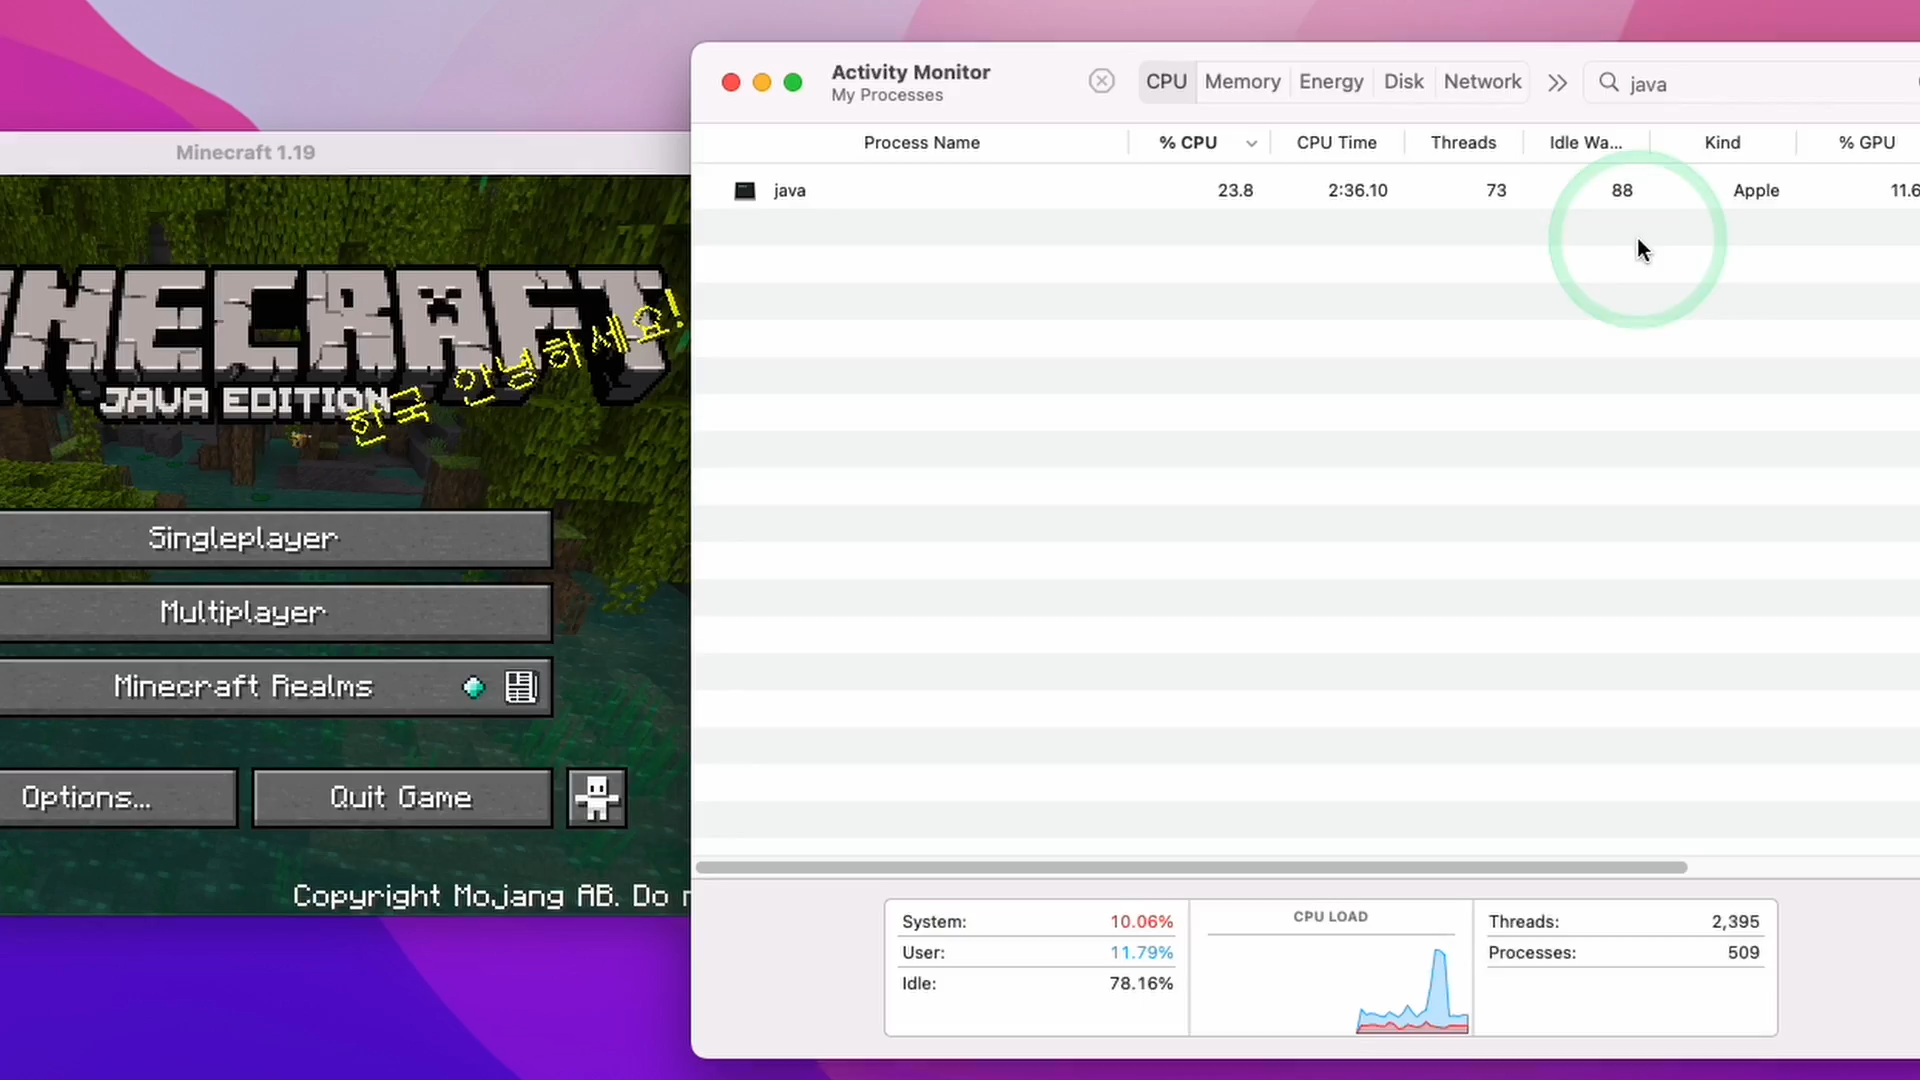 Minecraft 1.19
INECRAFT
JAVA EDITION
한국 안녕하세요!
Singleplayer
Multiplayer
Minecraft Realms
Options...
Quit Game
Copyright Mojang AB. Do
Activity Monitor
My Processes
CPU
Memory
Energy
Disk
Network
java
Process Name
% CPU
CPU Time
Threads
Idle Wa...
Kind
% GPU
java
23.8
2:36.10
73
88
Apple
11.6
System:
10.06%
User:
11.79%
Idle:
78.16%
CPU LOAD
Threads:
2,395
Processes:
509